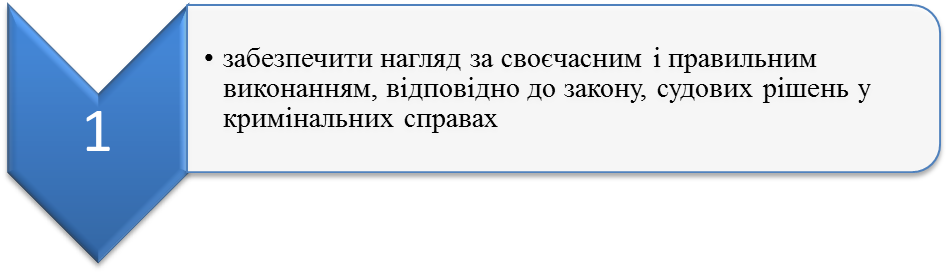 1
• забезпечити нагляд за своєчасним і правильним
виконанням, відповідно до закону, судових рішень у
кримінальних справах